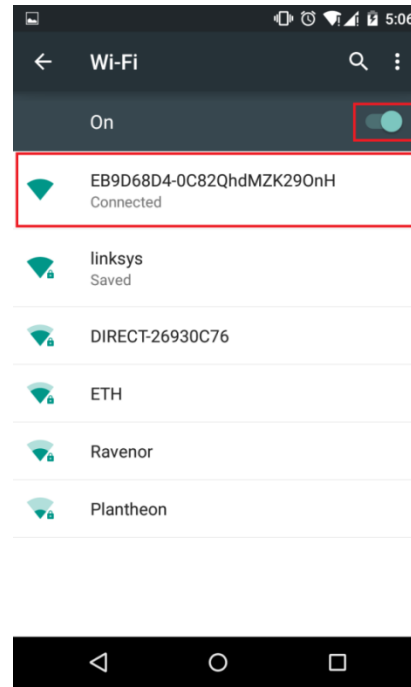 5:06
Wi-Fi
On
EB9D68D4-0C82QhdMZK29OnH
Connected
linksys
Saved
DIRECT-26930C76
ETH
Ravenor
Plantheon